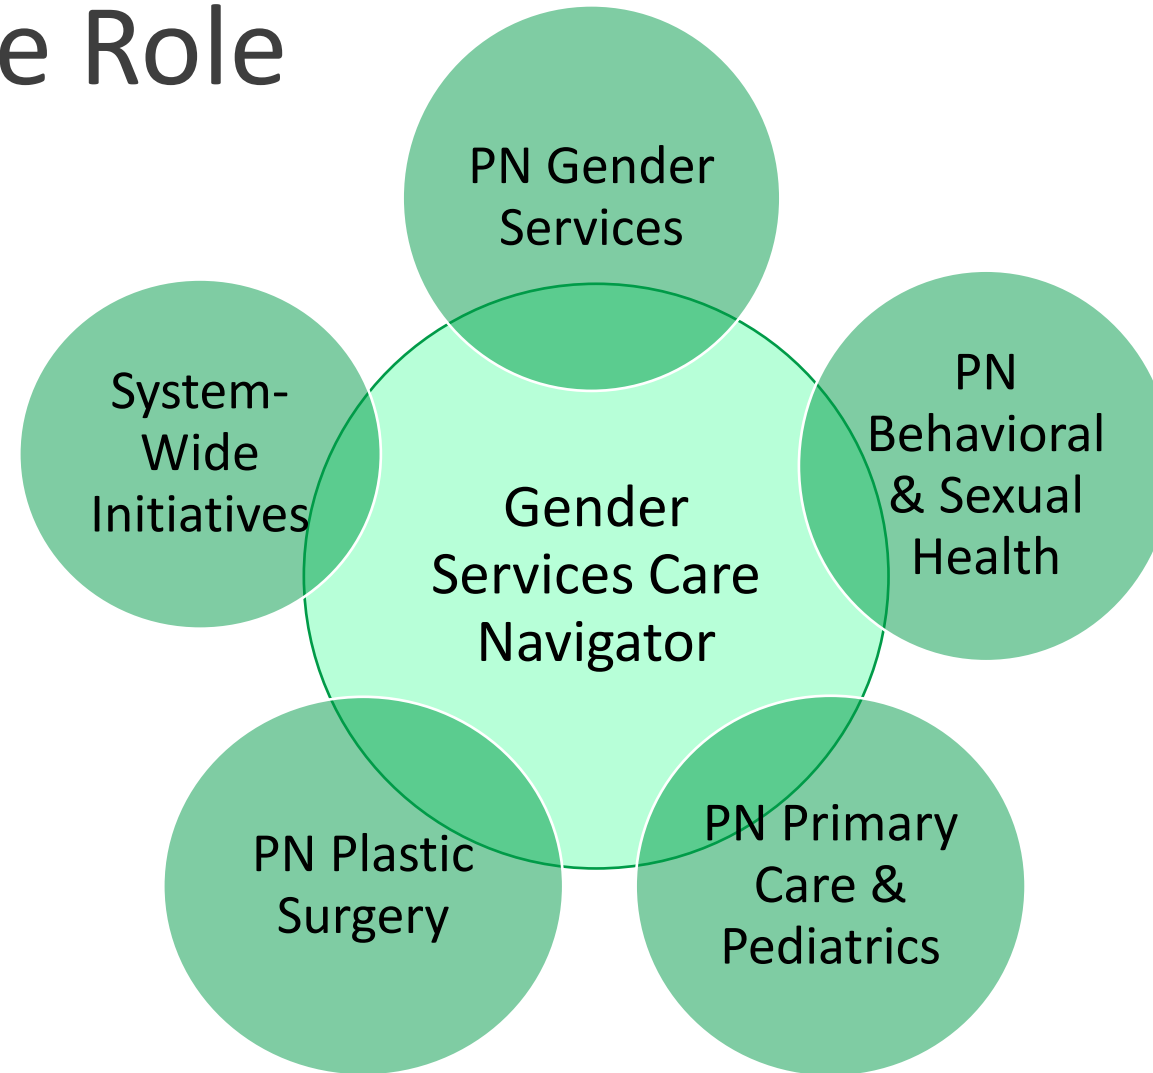 e Role
PN Gender
Services
System-
Wide
Initiatives
PN
Behavioral
& Sexual
Health
Gender
Services Care
Navigator
PN Plastic
Surgery
PN Primary
Care &
Pediatrics